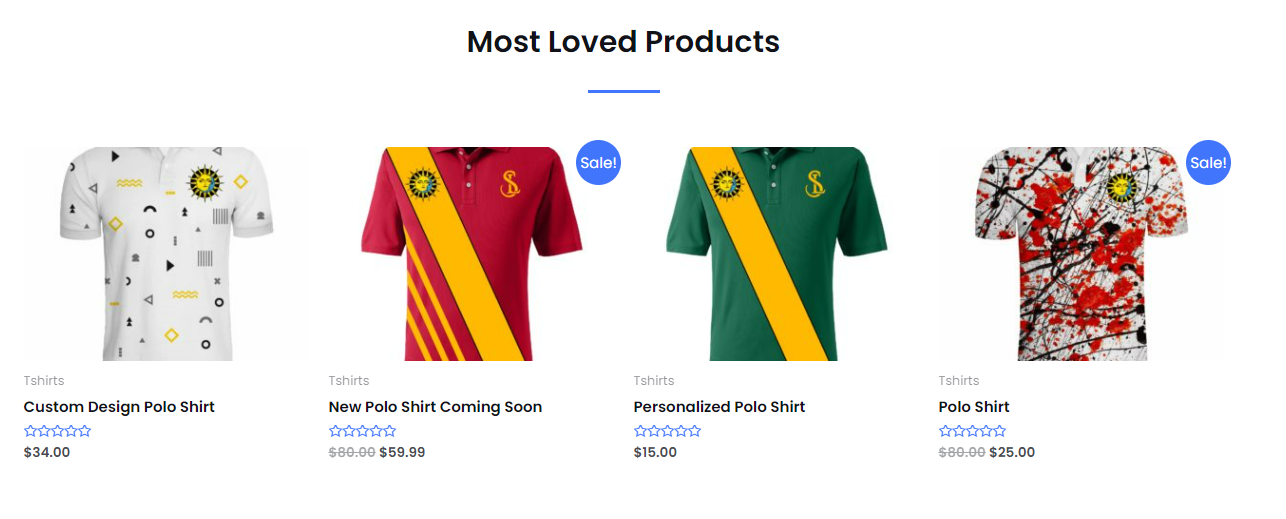 Most Loved Products
Sale!
Sale!
Tshirts
Custom Design Polo Shirt
$34.00
Tshirts
New Polo Shirt Coming Soon
$80.00 $59.99
Tshirts
Personalized Polo Shirt
$15.00
Tshirts
Polo Shirt
$80.00 $25.00